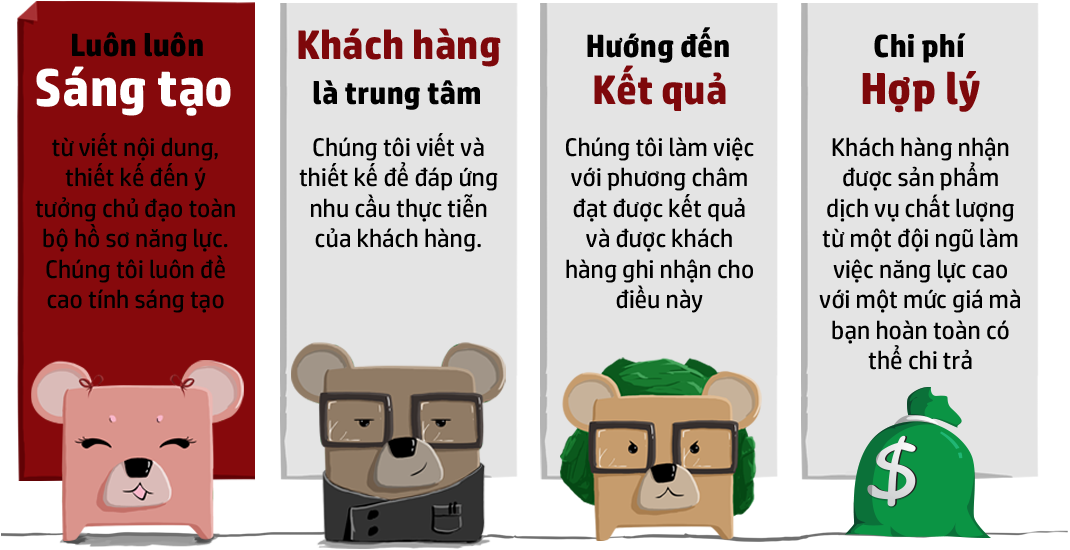 Luôn luôn
Sáng tạo
từ viết nội dung,
thiết kế đến ý
tưởng chủ đạo toàn
bộ hồ sơ năng lực.
Chúng tôi luôn đề
cao tính sáng tạo
Khách hàng
là trung tâm
Chúng tôi viết và
thiết kế để đáp ứng
nhu cầu thực tiễn
của khách hàng.
Hướng đến
Kết quả
Chúng tôi làm việc
với phương châm
đạt được kết quả
và được khách
hàng ghi nhận cho
điều này
Chi phí
Hợp lý
Khách hàng nhận
được sản phẩm
dịch vụ chất lượng
từ một đội ngũ làm
việc năng lực cao
với một mức giá mà
bạn hoàn toàn có
thể chi trả
$